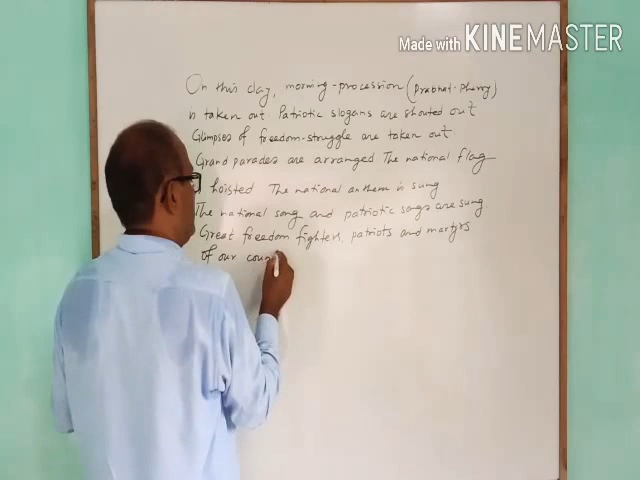 Made with KINEMASTER
On this day, morning-procession (Prabhat-Pherry)
is taken out Patriotic slogans are shouted out
Glimpses of freedom-struggle are taken out.
Grand parades are arranged The national flag
hoisted The national anthem is sung
The national song and patriotic songs are sung
Great freedom fighters, patriots and martyrs
of our coun